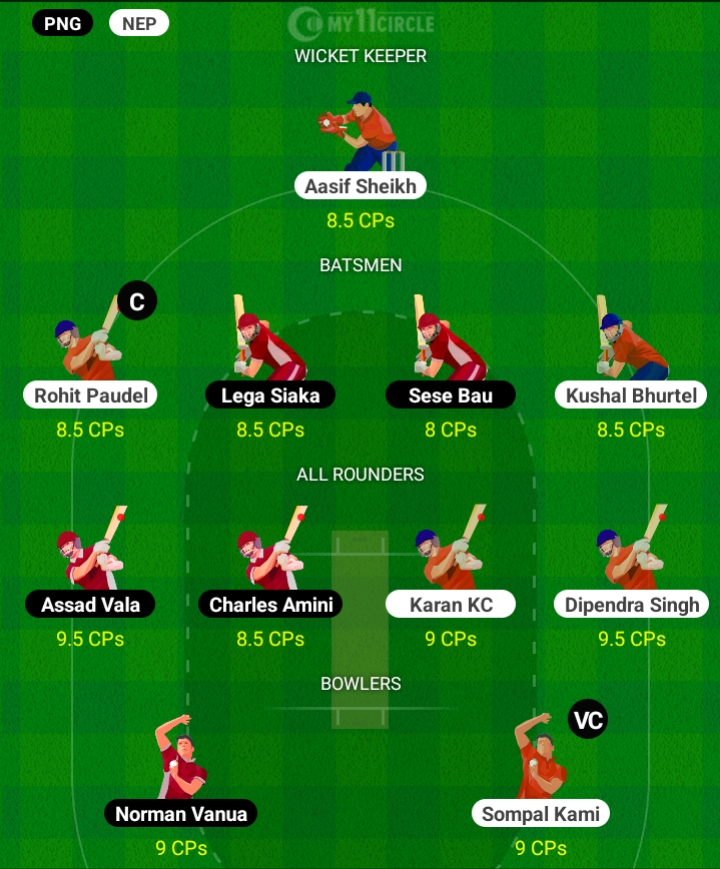 PNG NEP
MY11CIRCLE
WICKET KEEPER
Aasif Sheikh
8.5 CPs
BATSMEN
C
Rohit Paudel Lega Siaka Sese Bau Kushal Bhurtel
8.5 CPs 8.5 CPs 8 CPs 8.5 CPs
ALL ROUNDERS
Assad Vala Charles Amini Karan KC Dipendra Singh
9.5 CPs 8.5 CPs 9 CPs 9.5 CPs
BOWLERS
VC
Norman Vanua Sompal Kami
9 CPs 9 CPs